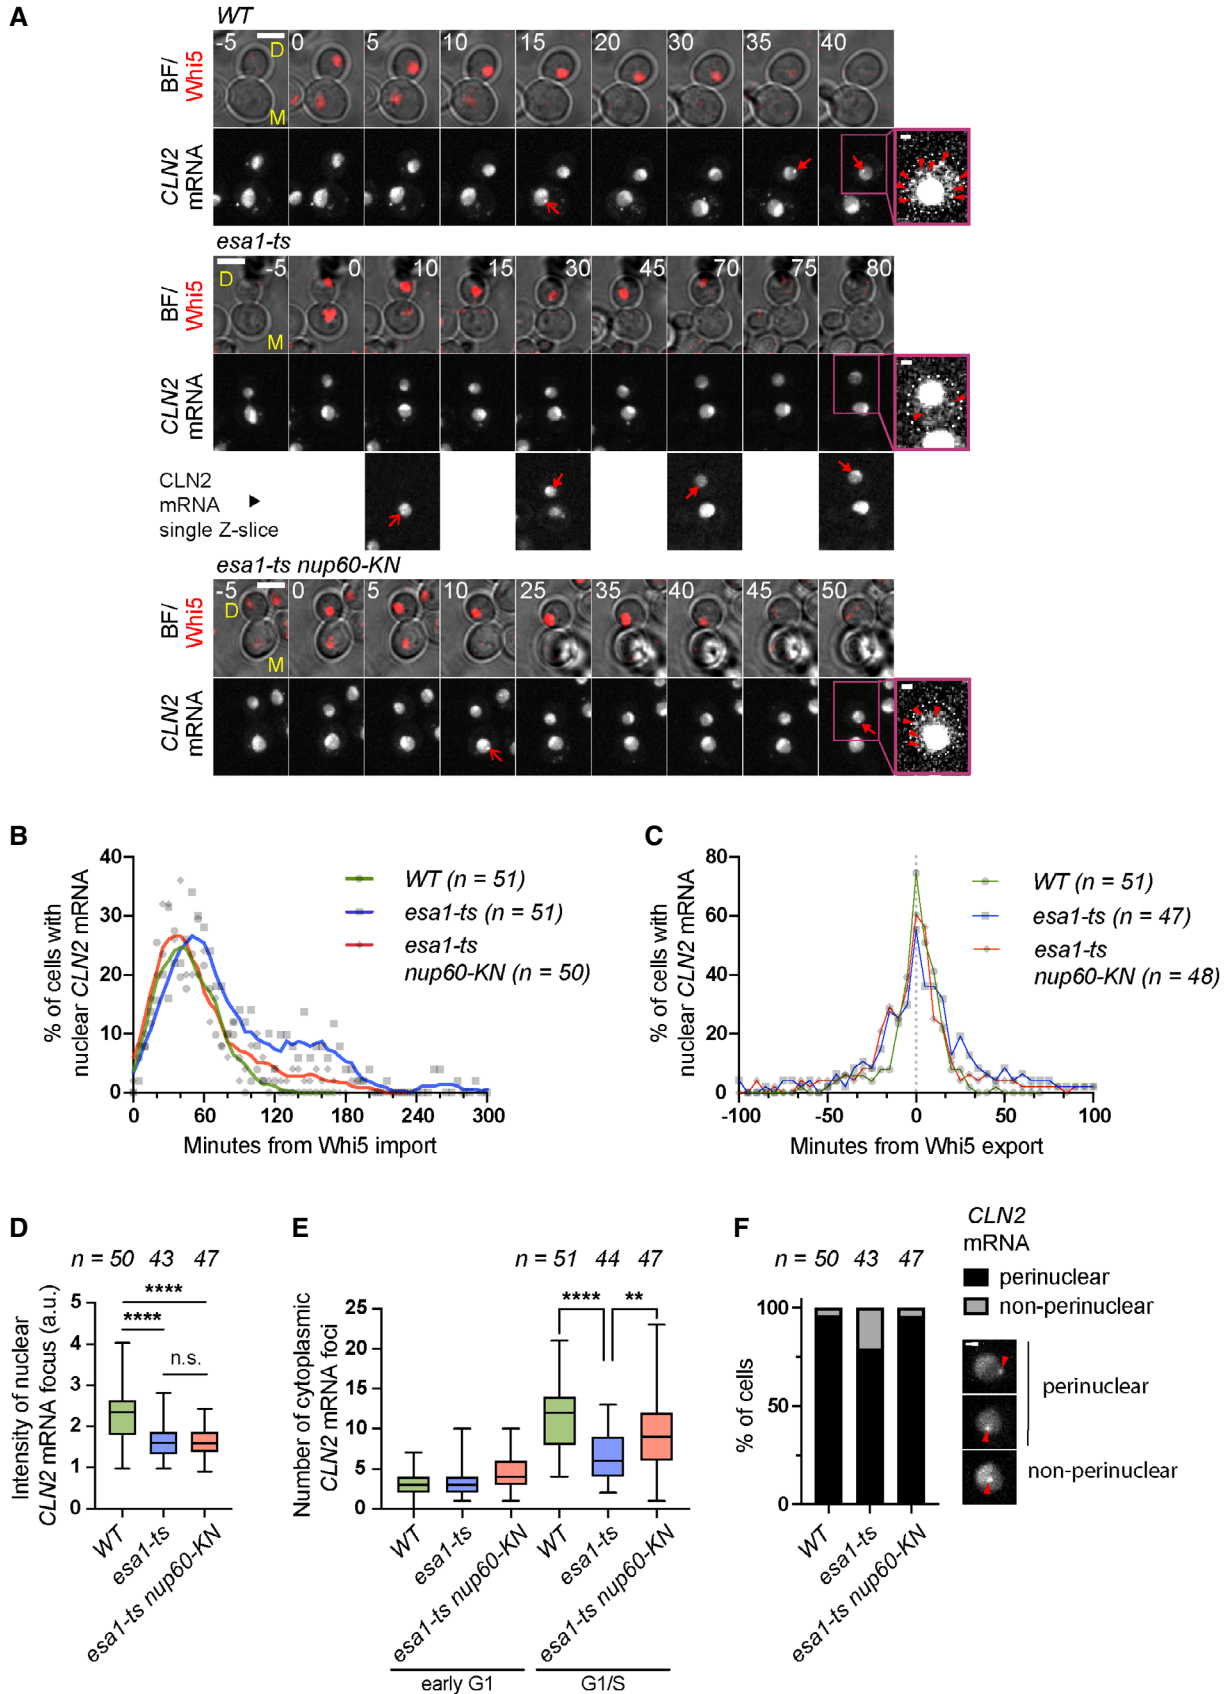 A
WT
BF/
Whi5
-5 0 5 10 15 20 30 35 40
D
M
CLN2
mRNA
esa1-ts
BF/
Whi5
-5 0 10 15 30 45 70 75 80
D
M
CLN2
mRNA
CLN2
mRNA
single Z-slice
esa1-ts nup60-KN
BF/
Whi5
-5 0 5 10 25 35 40 45 50
D
M
CLN2
mRNA
B
% of cells with
nuclear CLN2 mRNA
40
30
20
10
0
0 60 120 180 240 300
Minutes from Whi5 import
WT (n = 51)
esa1-ts (n = 51)
esa1-ts
nup60-KN (n = 50)
C
% of cells with
nuclear CLN2 mRNA
80
60
40
20
0
-100 -50 0 50 100
Minutes from Whi5 export
WT (n = 51)
esa1-ts (n = 47)
esa1-ts
nup60-KN (n = 48)
D
n = 50 43 47
Intensity of nuclear
CLN2 mRNA focus (a.u.)
5
4
3
2
1
0
****
****
n.s.
WT
esa1-ts
esa1-ts nup60-KN
E
n = 51 44 47
Number of cytoplasmic
CLN2 mRNA foci
25
20
15
10
5
0
**** **
WT
esa1-ts
esa1-ts nup60-KN
WT
esa1-ts
esa1-ts nup60-KN
early G1 G1/S
F
n = 50 43 47
% of cells
100
50
0
WT
esa1-ts
esa1-ts nup60-KN
CLN2
mRNA
perinuclear
non-perinuclear
perinuclear
non-perinuclear